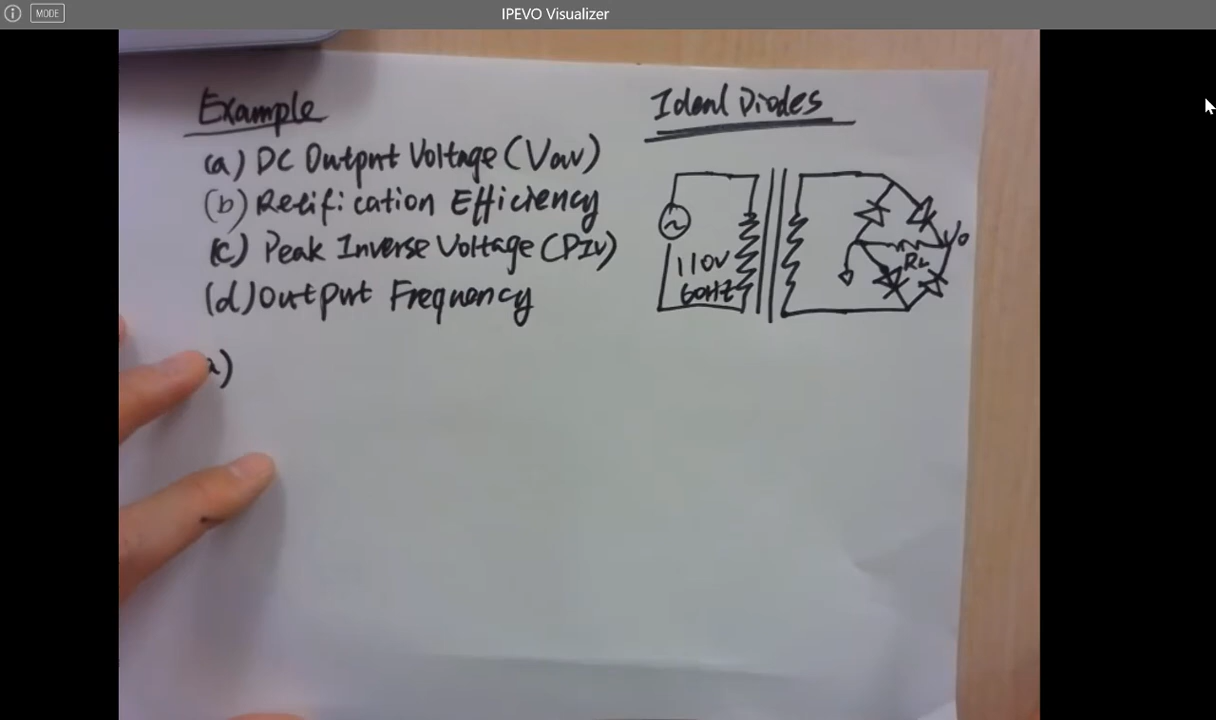 MODE
IPEVO Visualizer
Example
(a) DC Output Voltage (Vav)
(b) Retification Efficiency
(c) Peak Inverse Voltage (PIV)
(d) Output Frequency
a)
Ideal Diodes
110V
60HZ
RL
Vo